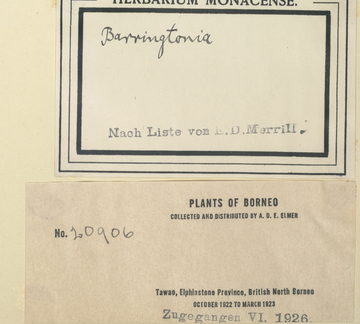 HERBARIUM MONACENSE.
Barringtonia
Nach Liste von E.D.Merrill.
PLANTS OF BORNEO
COLLECTED AND DISTRIBUTED BY A. D. E. ELMER
No. 20906
Tawao, Elphinstone Province, British North Borneo
OCTOBER 1922 TO MARCH 1923
Zugegangen VI. 1926